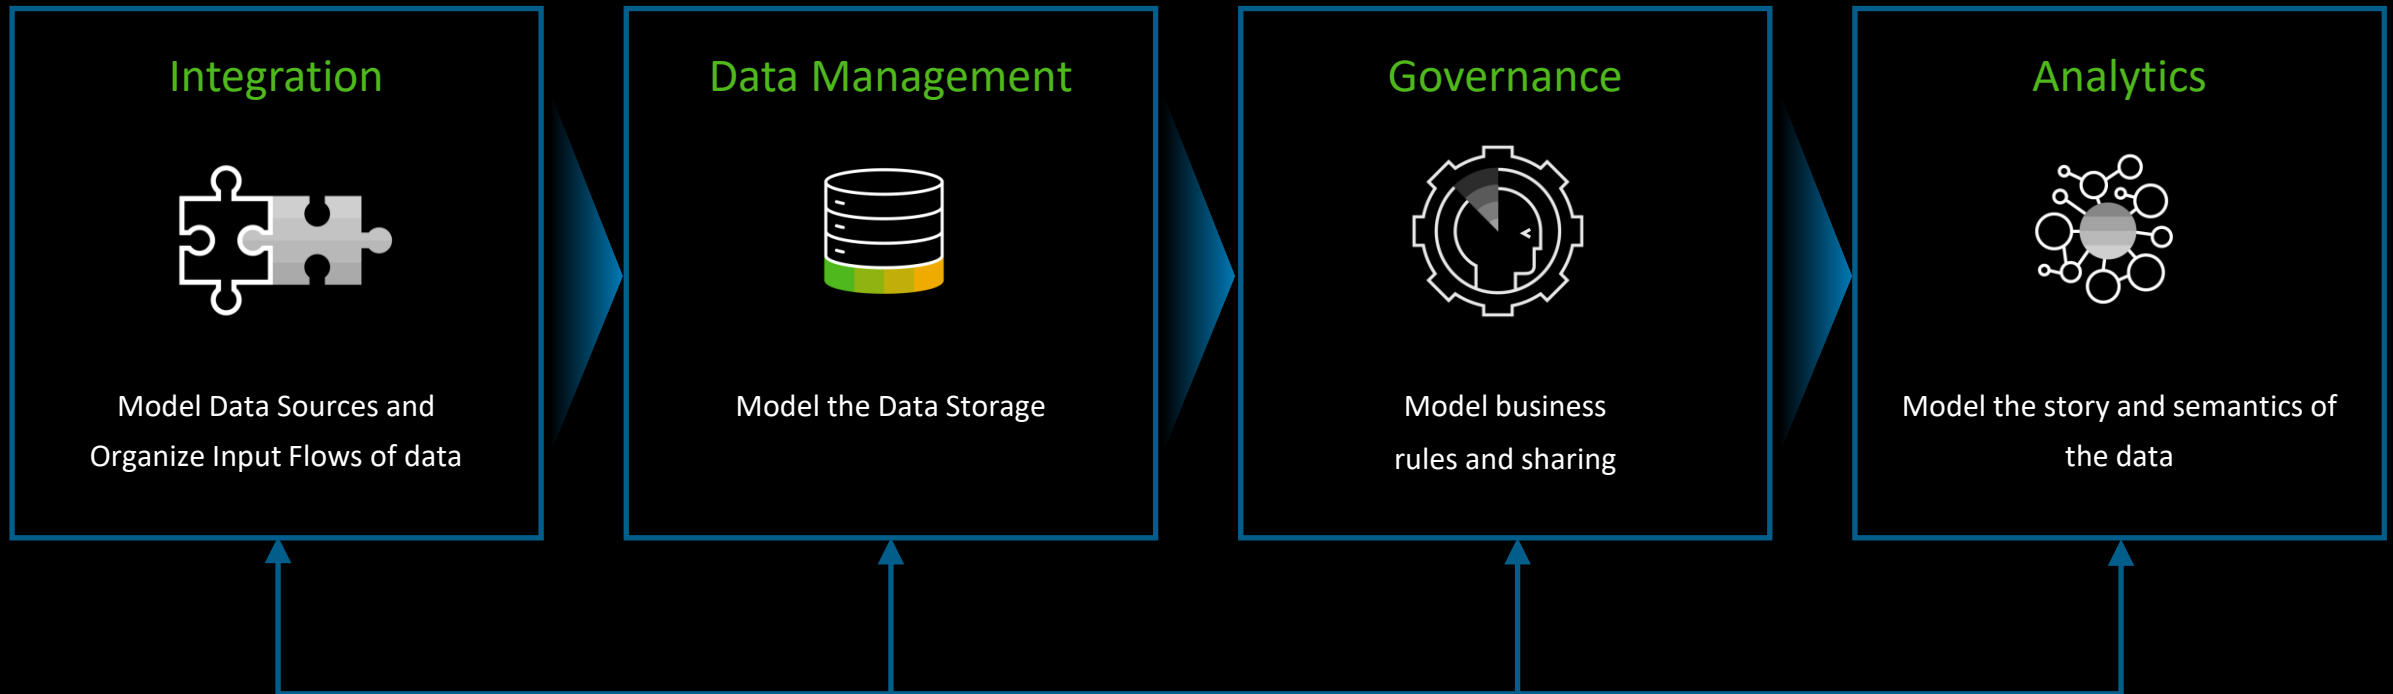 Integration
Model Data Sources and
Organize Input Flows of data
Data Management
Model the Data Storage
Governance
Model business
rules and sharing
Analytics
Model the story and semantics of
the data